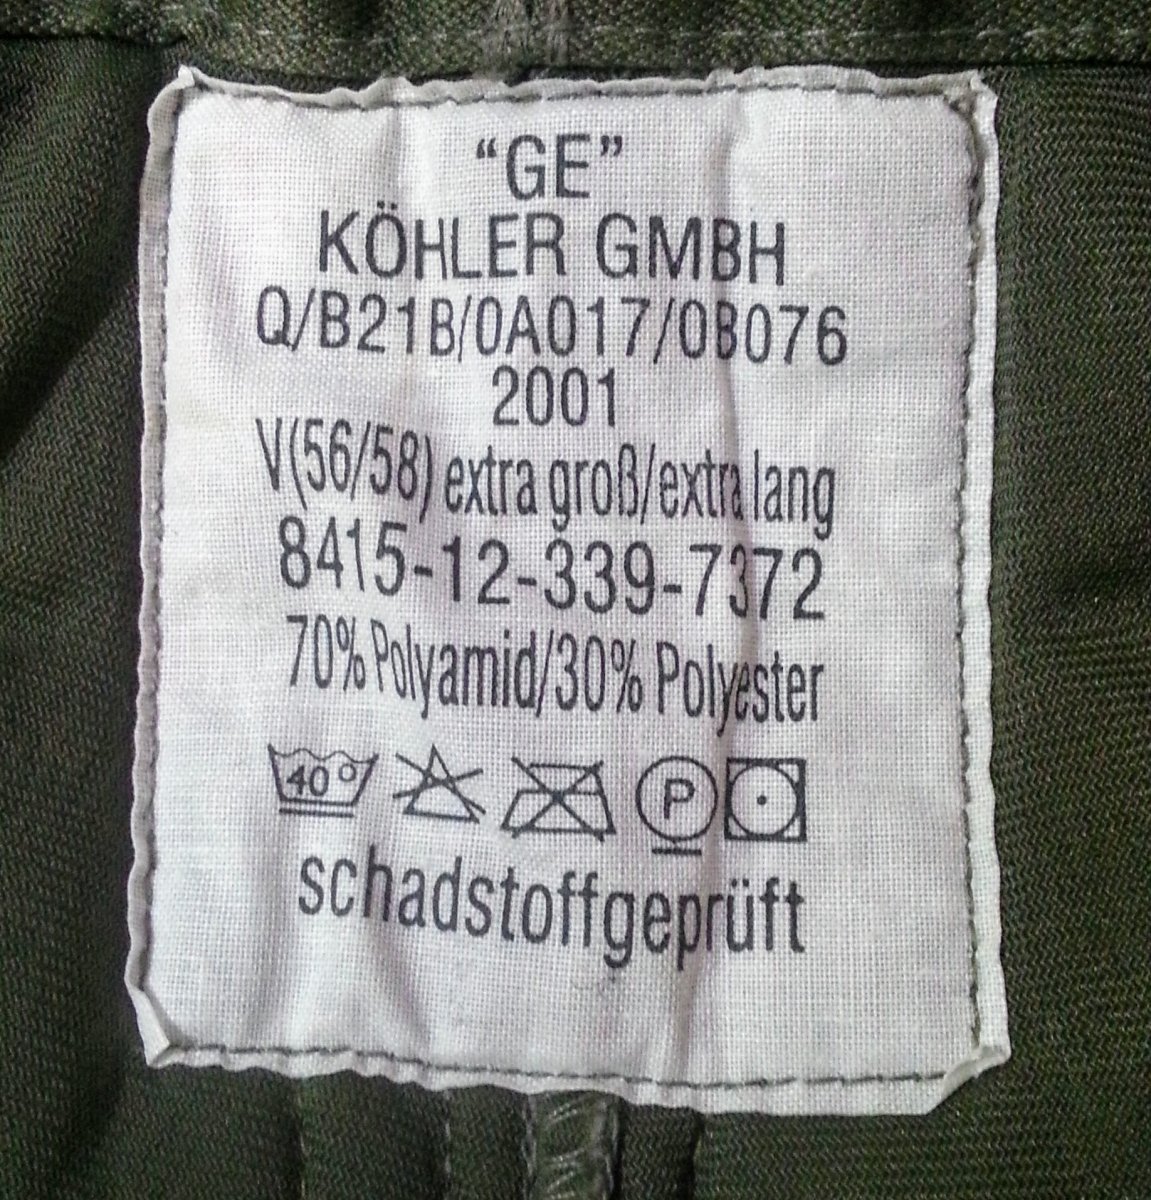 “GE”
KÖHLER GMBH
Q/B21B/0A017/0B076
2001
V(56/58) extra groß/extra lang
8415-12-339-7372
70% Polyamid/30% Polyester
40° P
schadstoffgeprüft